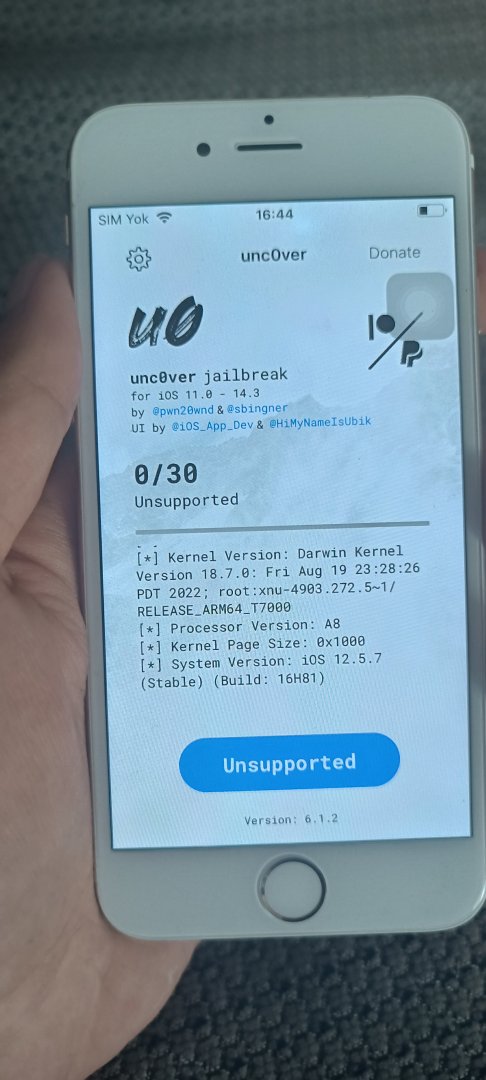 SIM Yok 16:44
unc0ver Donate
u0
unc0ver jailbreak
for iOS 11.0 - 14.3
by @pwn20wnd & @sbingner
UI by @iOS_App_Dev & @HiMyNameIsUbik
0/30
Unsupported
[*] Kernel Version: Darwin Kernel
Version 18.7.0: Fri Aug 19 23:28:26
PDT 2022; root:xnu-4903.272.5~1/
RELEASE_ARM64_T7000
[*] Processor Version: A8
[*] Kernel Page Size: 0x1000
[*] System Version: iOS 12.5.7
(Stable) (Build: 16H81)
Unsupported
Version: 6.1.2